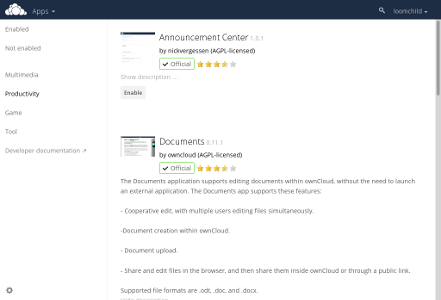 Apps
loomchild
Enabled
Not enabled
Multimedia
Productivity
Game
Tool
Developer documentation ↗
Announcement Center 1.0.1
by nickvergessen (AGPL-licensed)
✓ Official
Show description …
Enable
Documents 0.11.1
by owncloud (AGPL-licensed)
✓ Official
The Documents application supports editing documents within ownCloud, without the need to launch
an external application. The Documents app supports these features:
- Cooperative edit, with multiple users editing files simultaneously.
-Document creation within ownCloud.
- Document upload.
- Share and edit files in the browser, and then share them inside ownCloud or through a public link.
Supported file formats are .odt, .doc, and .docx.